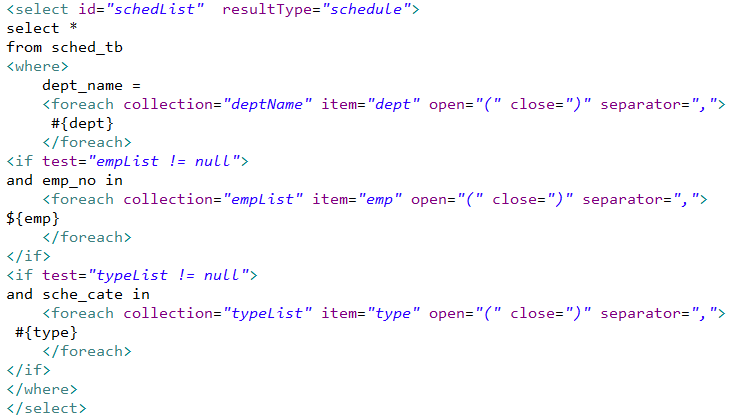 <select id="schedList"  resultType="schedule">
select *
from sched_tb
<where>
    dept_name =
    <foreach collection="deptName" item="dept" open="(" close=")" separator=",">
     #{dept}
    </foreach>
<if test="empList != null">
and emp_no in
    <foreach collection="empList" item="emp" open="(" close=")" separator=",">
${emp}
    </foreach>
</if>
<if test="typeList != null">
and sche_cate in
    <foreach collection="typeList" item="type" open="(" close=")" separator=",">
 #{type}
    </foreach>
</if>
</where>
</select>